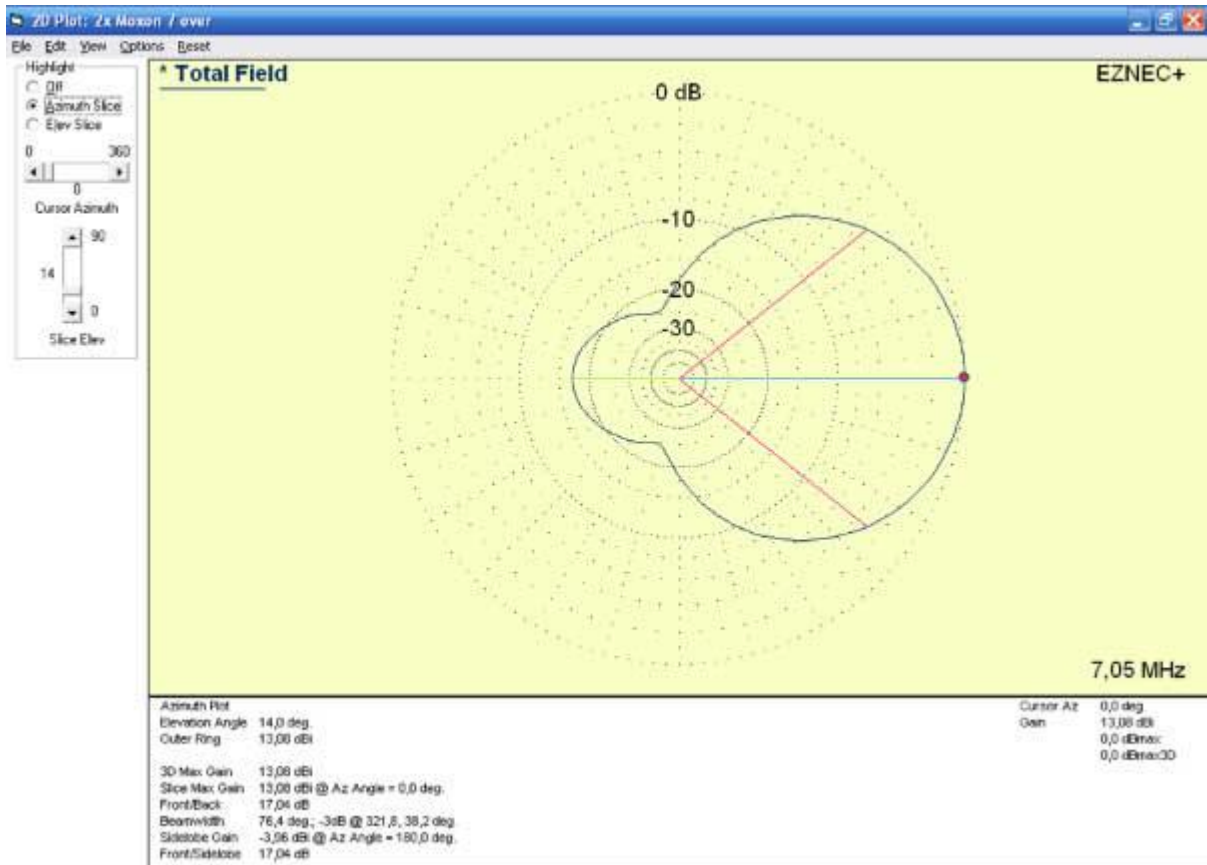 2D Plot: 2x Moxon / over
File Edit View Options Reset
Highlight
Off
Azimuth Slice
Elev Slice
0 360
0
Cursor Azimuth
90
14
0
Slice Elev
* Total Field
EZNEC+
0 dB
-10
-20
-30
7,05 MHz
Azimuth Plot
Elevation Angle 14,0 deg.
Outer Ring 13,08 dBi
3D Max Gain 13,08 dBi
Slice Max Gain 13,08 dBi @ Az Angle = 0,0 deg.
Front/Back 17,04 dB
Beamwidth 76,4 deg.; -3dB @ 321,8, 38,2 deg.
Sidelobe Gain -3,96 dBi @ Az Angle = 180,0 deg.
Front/Sidelobe 17,04 dB
Cursor Az 0,0 deg.
Gain 13,08 dBi
0,0 dBmax
0,0 dBmax3D